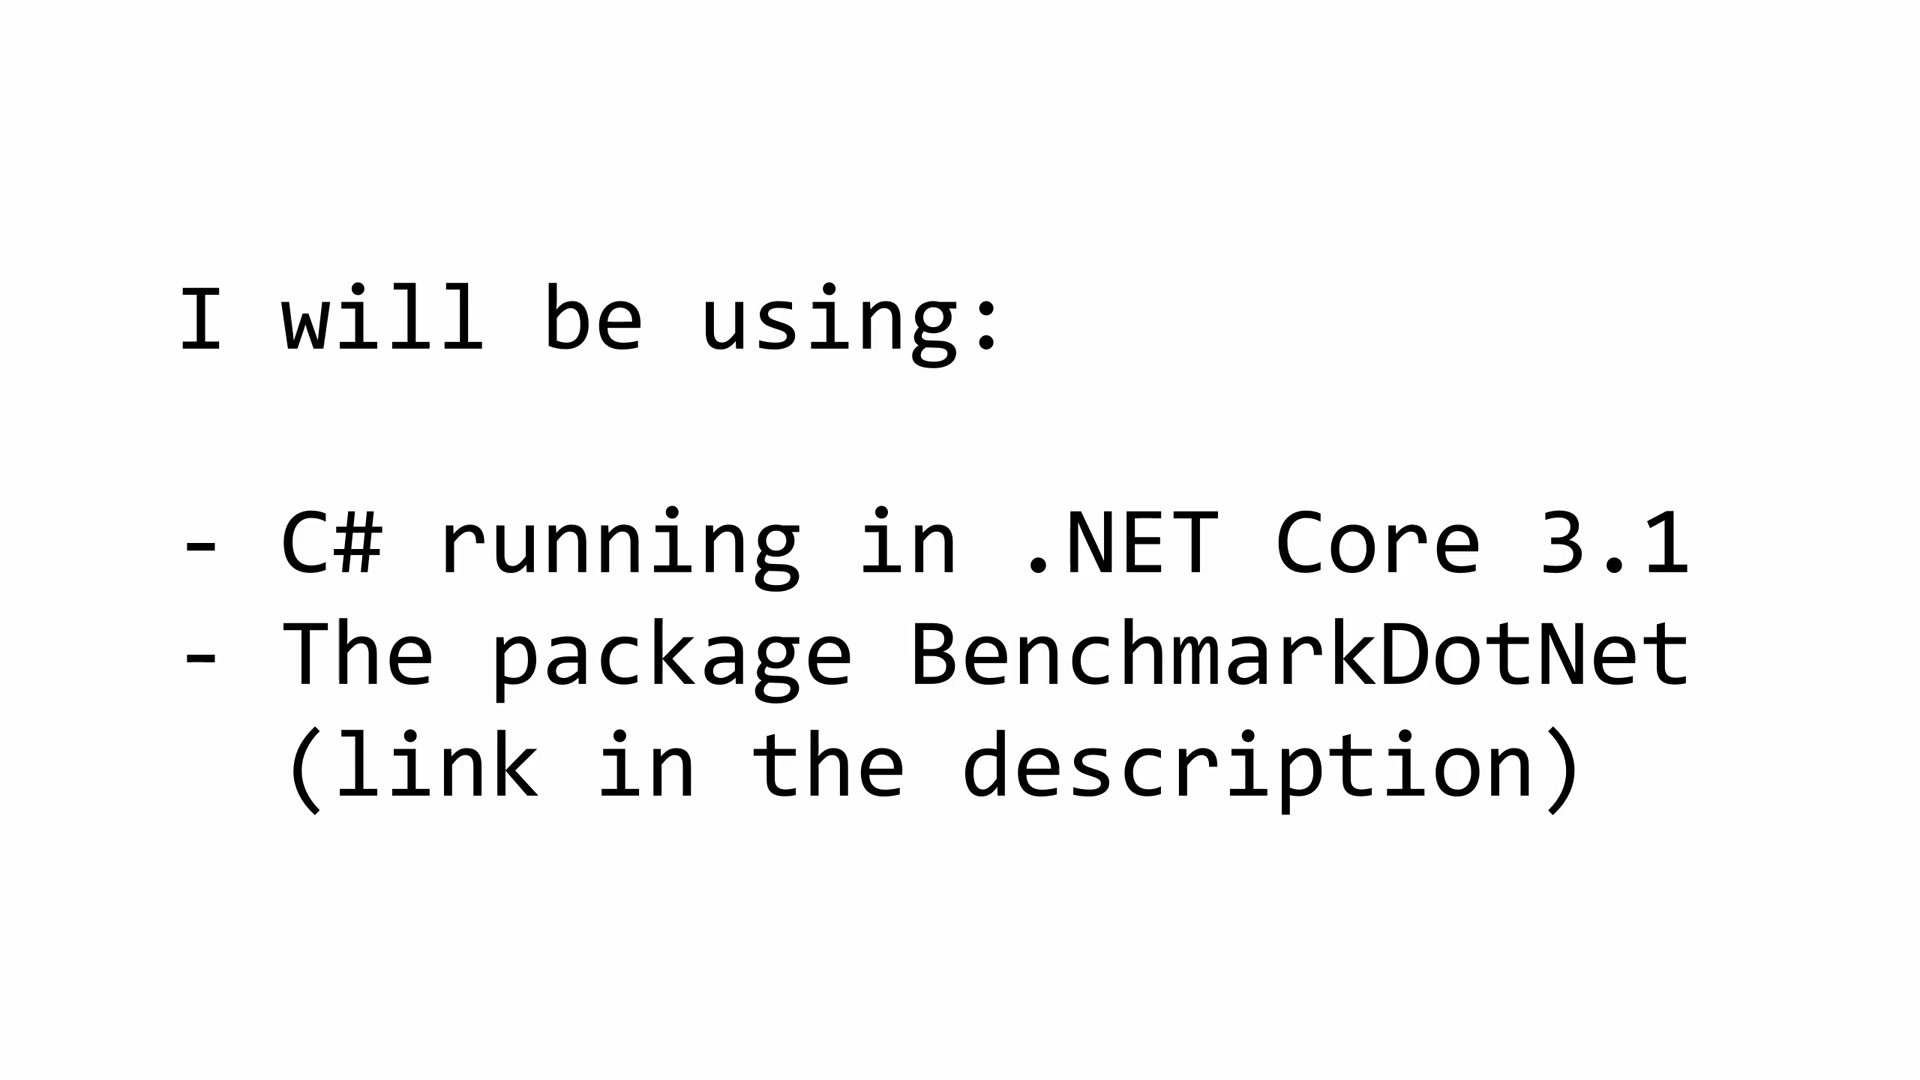 I will be using:
- C# running in .NET Core 3.1
- The package BenchmarkDotNet
(link in the description)